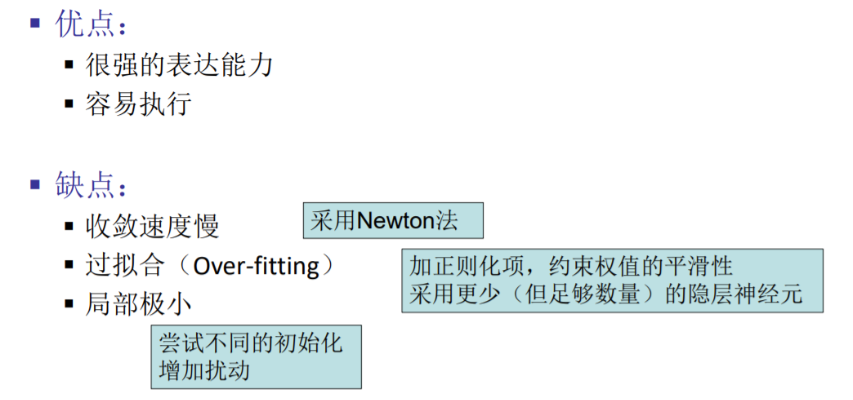 优点：
很强的表达能力
容易执行
缺点：
收敛速度慢
采用Newton法
过拟合（Over-fitting）
加正则化项，约束权值的平滑性
采用更少（但足够数量）的隐层神经元
局部极小
尝试不同的初始化
增加扰动